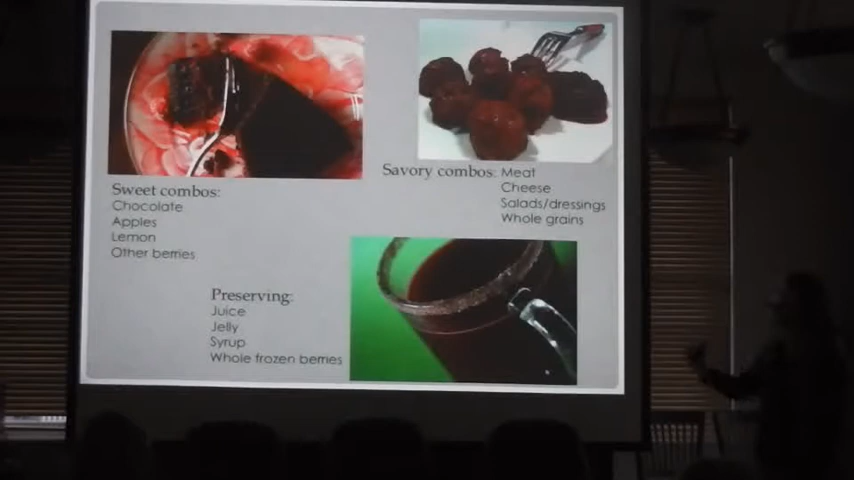 Sweet combos:
Chocolate
Apples
Lemon
Other berries
Savory combos: Meat
Cheese
Salads/dressings
Whole grains
Preserving:
Juice
Jelly
Syrup
Whole frozen berries